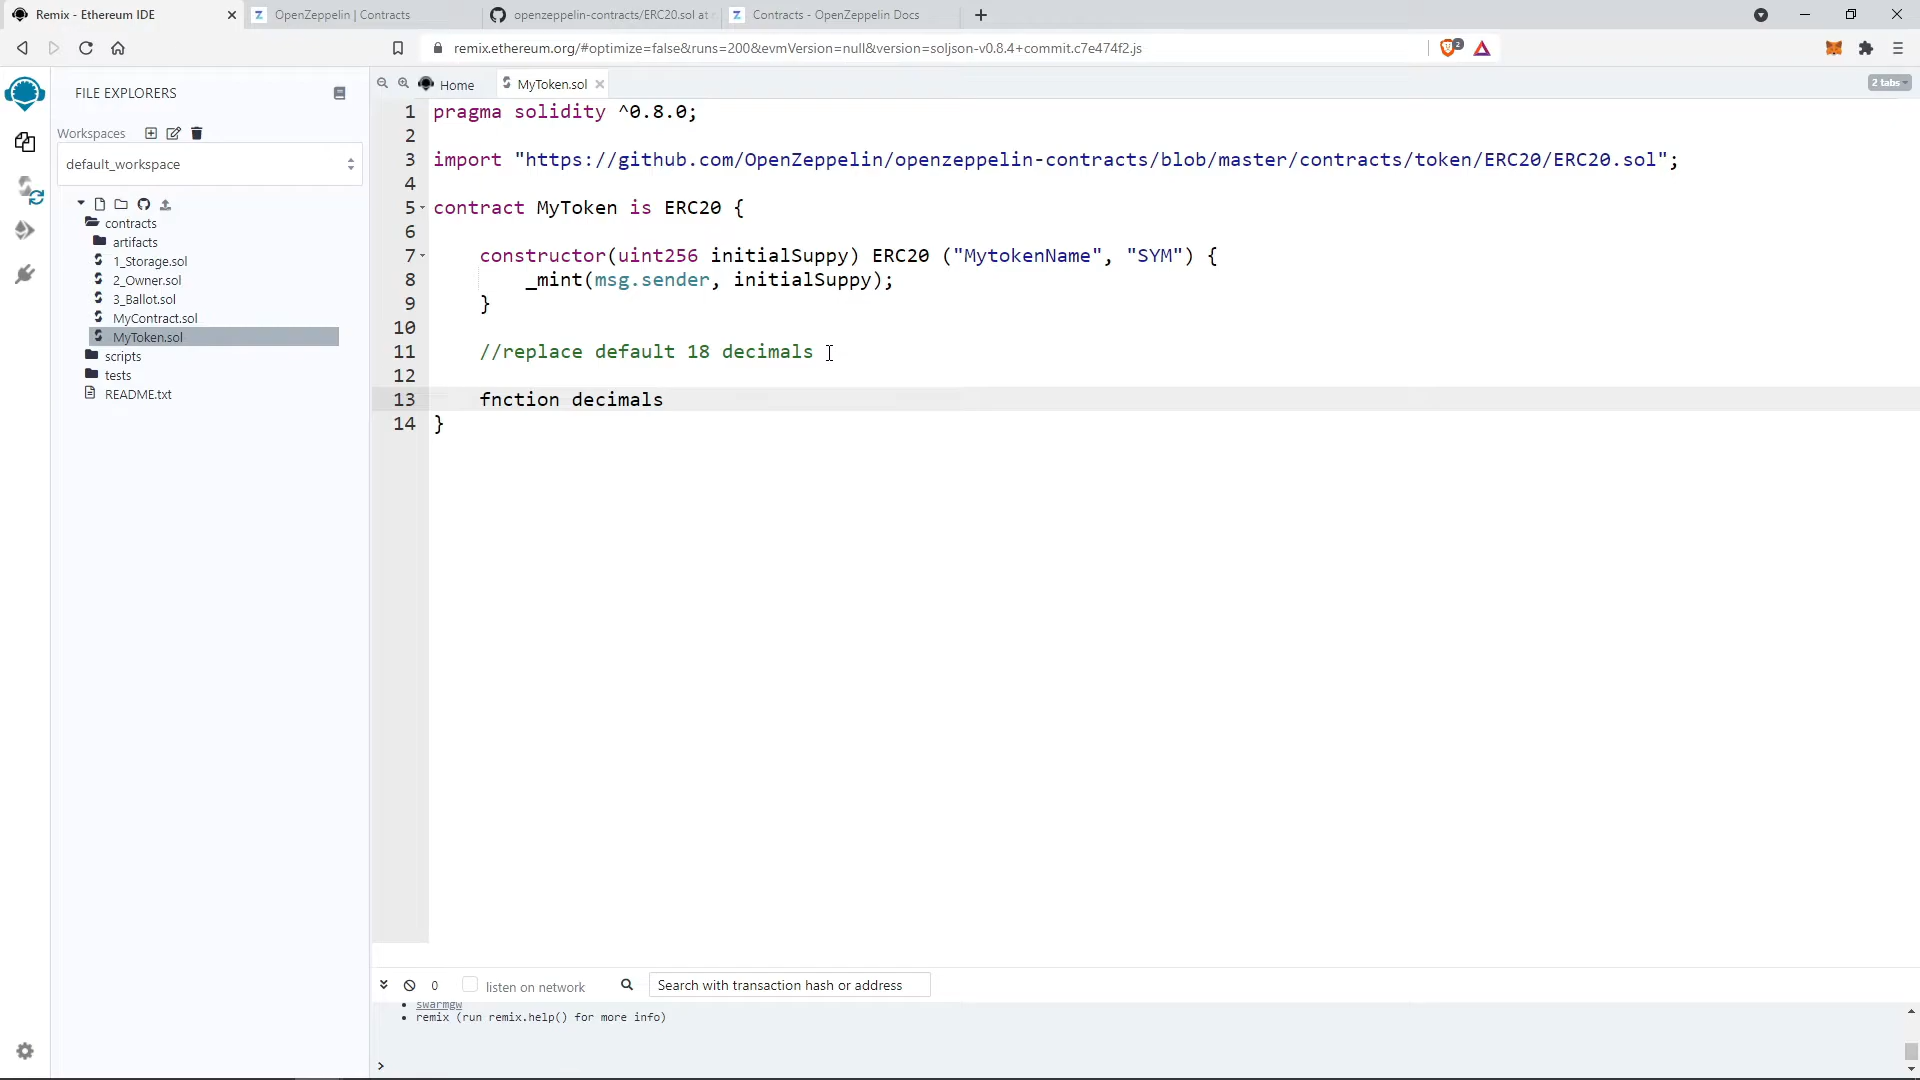 Remix - Ethereum IDE
OpenZeppelin | Contracts
openzeppelin-contracts/ERC20.sol at
Contracts - OpenZeppelin Docs
remix.ethereum.org/#optimize=false&runs=200&evmVersion=null&version=soljson-v0.8.4+commit.c7e474f2.js
2
FILE EXPLORERS
Workspaces
default_workspace
contracts
artifacts
1_Storage.sol
2_Owner.sol
3_Ballot.sol
MyContract.sol
MyToken.sol
scripts
tests
README.txt
Home
MyToken.sol
2 tabs
1 pragma solidity ^0.8.0;
2
3 import "https://github.com/OpenZeppelin/openzeppelin-contracts/blob/master/contracts/token/ERC20/ERC20.sol";
4
5 contract MyToken is ERC20 {
6
7 constructor(uint256 initialSuppy) ERC20 ("MytokenName", "SYM") {
8 _mint(msg.sender, initialSuppy);
9 }
10
11 //replace default 18 decimals
12
13 fnction decimals
14 }
0 listen on network
Search with transaction hash or address
swarmgw
remix (run remix.help() for more info)
>